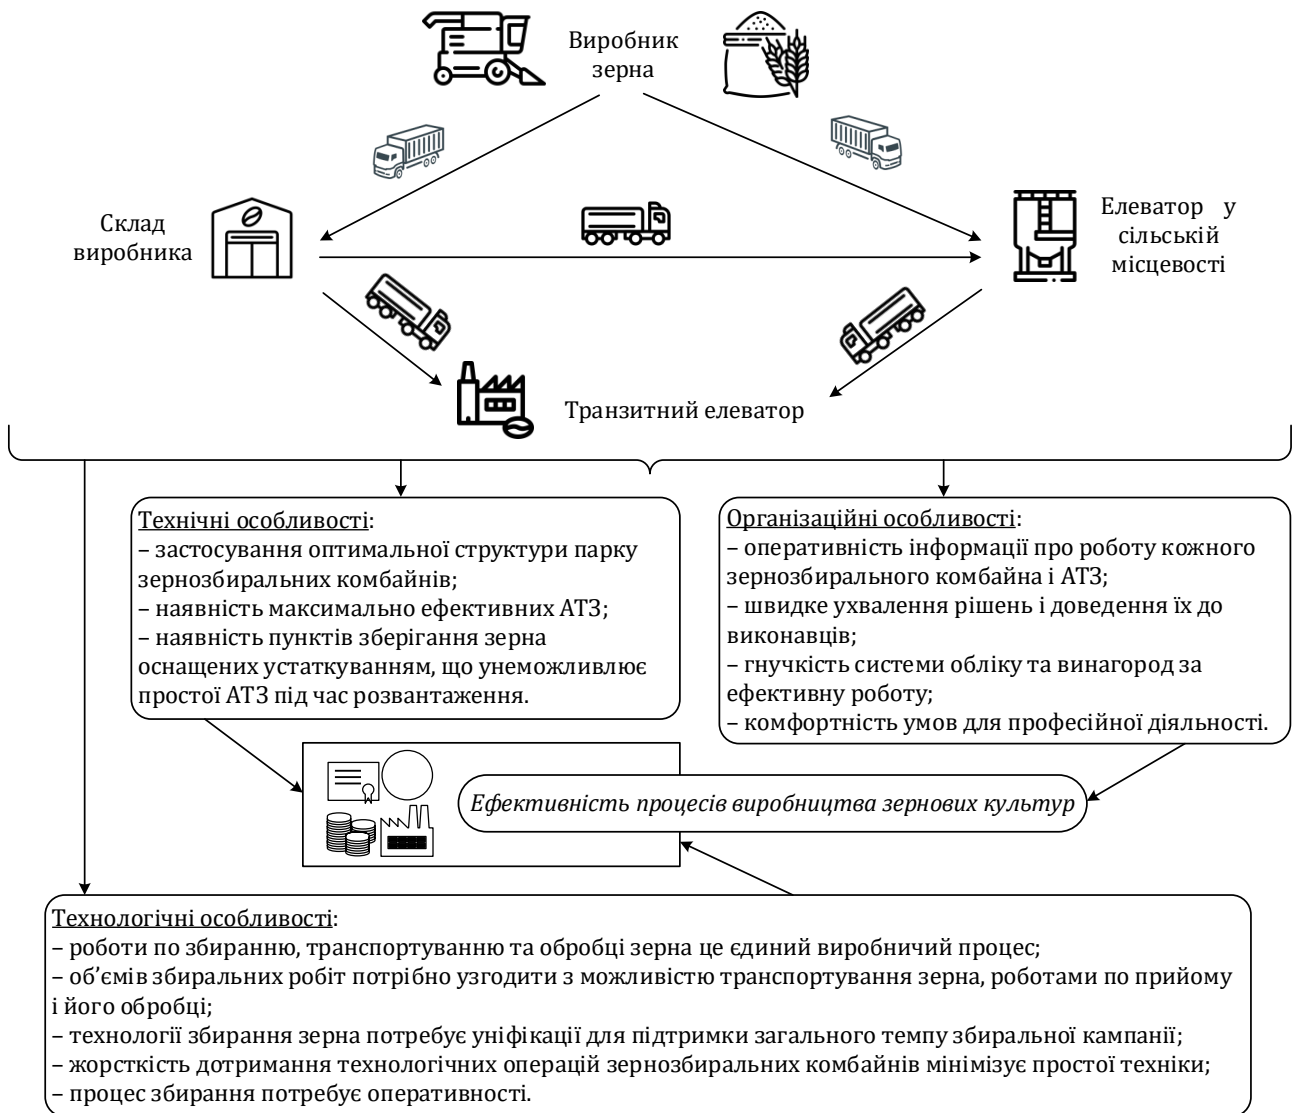 Виробник
зерна
Склад
виробника
Елеватор у
сільській
місцевості
Транзитний елеватор
Технічні особливості:
– застосування оптимальної структури парку
зернозбиральних комбайнів;
– наявність максимально ефективних АТЗ;
– наявність пунктів зберігання зерна
оснащених устаткуванням, що унеможливлює
простої АТЗ під час розвантаження.
Організаційні особливості:
– оперативність інформації про роботу кожного
зернозбирального комбайна і АТЗ;
– швидке ухвалення рішень і доведення їх до
виконавців;
– гнучкість системи обліку та винагород за
ефективну роботу;
– комфортність умов для професійної діяльності.
Ефективність процесів виробництва зернових культур
Технологічні особливості:
– роботи по збиранню, транспортуванню та обробці зерна це єдиний виробничий процес;
– об’ємів збиральних робіт потрібно узгодити з можливістю транспортування зерна, роботами по прийому
і його обробці;
– технології збирання зерна потребує уніфікації для підтримки загального темпу збиральної кампанії;
– жорсткість дотримання технологічних операцій зернозбиральних комбайнів мінімізує простої техніки;
– процес збирання потребує оперативності.